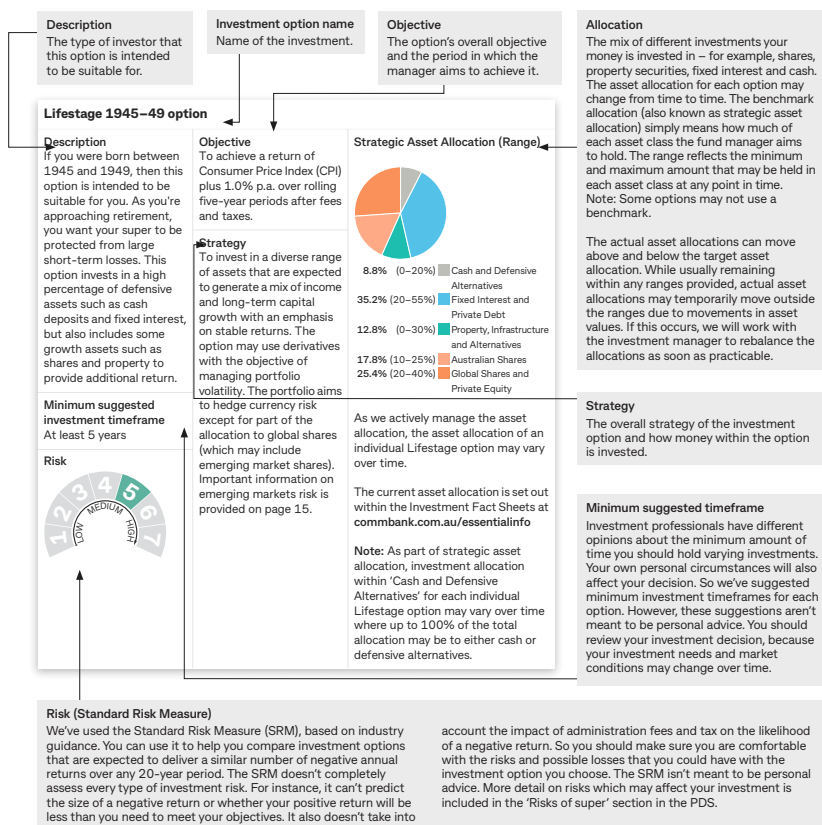 Description
The type of investor that
this option is intended
to be suitable for.
Investment option name
Name of the investment.
Objective
The option's overall objective
and the period in which the
manager aims to achieve it.
Allocation
The mix of different investments your
money is invested in – for example, shares,
property securities, fixed interest and cash.
The asset allocation for each option may
change from time to time. The benchmark
allocation (also known as strategic asset
allocation) simply means how much of
each asset class the fund manager aims
to hold. The range reflects the minimum
and maximum amount that may be held in
each asset class at any point in time.
Note: Some options may not use a
benchmark.
The actual asset allocations can move
above and below the target asset
allocation. While usually remaining
within any ranges provided, actual asset
allocations may temporarily move outside
the ranges due to movements in asset
values. If this occurs, we will work with
the investment manager to rebalance the
allocations as soon as practicable.
Lifestage 1945–49 option
Description
If you were born between
1945 and 1949, then this
option is intended to be
suitable for you. As you're
approaching retirement,
you want your super to be
protected from large
short-term losses. This
option invests in a high
percentage of defensive
assets such as cash
deposits and fixed interest,
but also includes some
growth assets such as
shares and property to
provide additional return.
Minimum suggested
investment timeframe
At least 5 years
Risk
1 2 3 4 5 6 7
LOW MEDIUM HIGH
Objective
To achieve a return of
Consumer Price Index (CPI)
plus 1.0% p.a. over rolling
five-year periods after fees
and taxes.
Strategy
To invest in a diverse range
of assets that are expected
to generate a mix of income
and long-term capital
growth with an emphasis
on stable returns. The
option may use derivatives
with the objective of
managing portfolio
volatility. The portfolio aims
to hedge currency risk
except for part of the
allocation to global shares
(which may include
emerging market shares).
Important information on
emerging markets risk is
provided on page 15.
Strategic Asset Allocation (Range)
8.8% (0–20%) Cash and Defensive
Alternatives
35.2% (20–55%) Fixed Interest and
Private Debt
12.8% (0–30%) Property, Infrastructure
and Alternatives
17.8% (10–25%) Australian Shares
25.4% (20–40%) Global Shares and
Private Equity
As we actively manage the asset
allocation, the asset allocation of an
individual Lifestage option may vary
over time.
The current asset allocation is set out
within the Investment Fact Sheets at
commbank.com.au/essentialinfo
Note: As part of strategic asset
allocation, investment allocation
within 'Cash and Defensive
Alternatives' for each individual
Lifestage option may vary over time
where up to 100% of the total
allocation may be to either cash or
defensive alternatives.
Strategy
The overall strategy of the investment
option and how money within the option
is invested.
Minimum suggested timeframe
Investment professionals have different
opinions about the minimum amount of
time you should hold varying investments.
Your own personal circumstances will also
affect your decision. So we've suggested
minimum investment timeframes for each
option. However, these suggestions aren't
meant to be personal advice. You should
review your investment decision, because
your investment needs and market
conditions may change over time.
Risk (Standard Risk Measure)
We've used the Standard Risk Measure (SRM), based on industry
guidance. You can use it to help you compare investment options
that are expected to deliver a similar number of negative annual
returns over any 20-year period. The SRM doesn't completely
assess every type of investment risk. For instance, it can't predict
the size of a negative return or whether your positive return will be
less than you need to meet your objectives. It also doesn't take into
account the impact of administration fees and tax on the likelihood
of a negative return. So you should make sure you are comfortable
with the risks and possible losses that you could have with the
investment option you choose. The SRM isn't meant to be personal
advice. More detail on risks which may affect your investment is
included in the 'Risks of super' section in the PDS.